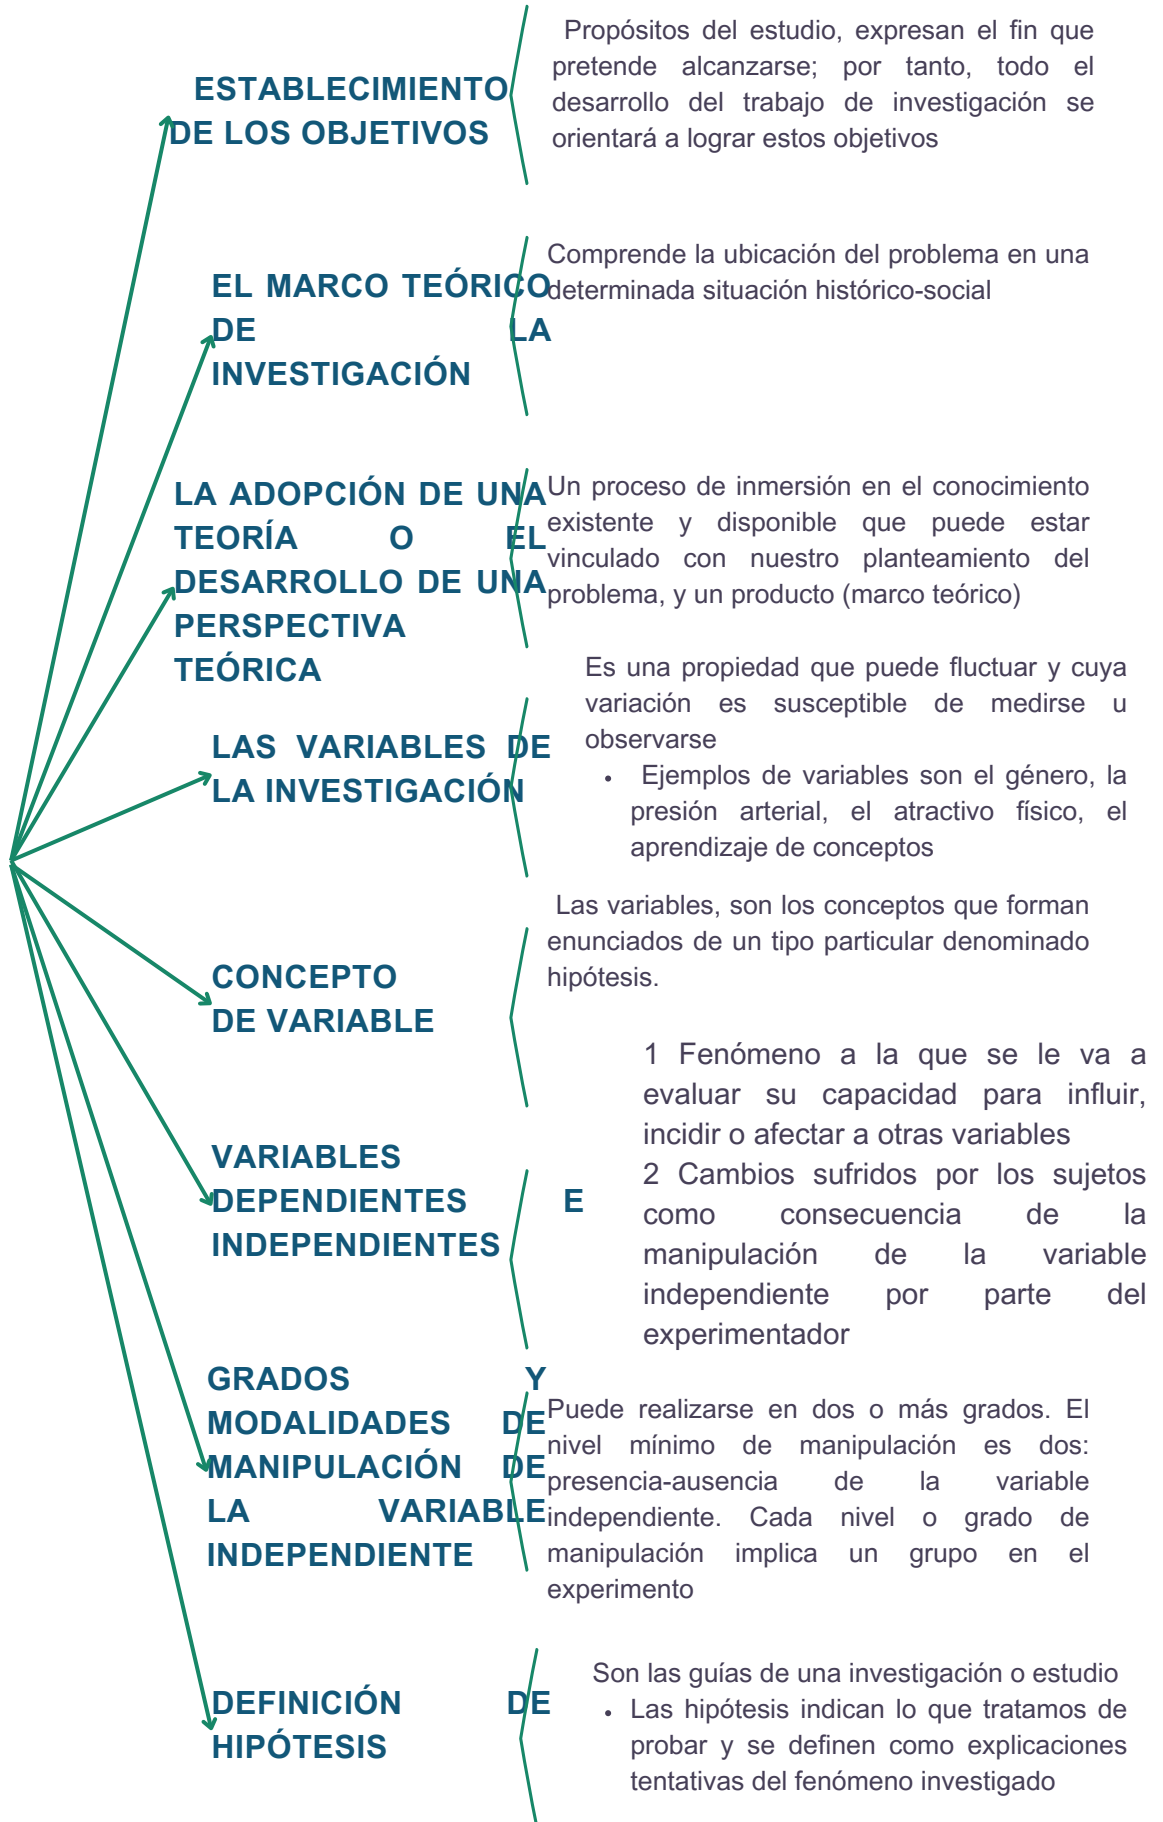 ESTABLECIMIENTO
DE LOS OBJETIVOS
Propósitos del estudio, expresan el fin que
pretende alcanzarse; por tanto, todo el
desarrollo del trabajo de investigación se
orientará a lograr estos objetivos
EL MARCO TEÓRICO
DE LA
INVESTIGACIÓN
Comprende la ubicación del problema en una
determinada situación histórico-social
LA ADOPCIÓN DE UNA
TEORÍA O EL
DESARROLLO DE UNA
PERSPECTIVA
TEÓRICA
Un proceso de inmersión en el conocimiento
existente y disponible que puede estar
vinculado con nuestro planteamiento del
problema, y un producto (marco teórico)
LAS VARIABLES DE
LA INVESTIGACIÓN
Es una propiedad que puede fluctuar y cuya
variación es susceptible de medirse u
observarse
• Ejemplos de variables son el género, la
presión arterial, el atractivo físico, el
aprendizaje de conceptos
CONCEPTO
DE VARIABLE
Las variables, son los conceptos que forman
enunciados de un tipo particular denominado
hipótesis.
VARIABLES
DEPENDIENTES E
INDEPENDIENTES
1 Fenómeno a la que se le va a
evaluar su capacidad para influir,
incidir o afectar a otras variables
2 Cambios sufridos por los sujetos
como consecuencia de la
manipulación de la variable
independiente por parte del
experimentador
GRADOS Y
MODALIDADES DE
MANIPULACIÓN DE
LA VARIABLE
INDEPENDIENTE
Puede realizarse en dos o más grados. El
nivel mínimo de manipulación es dos:
presencia-ausencia de la variable
independiente. Cada nivel o grado de
manipulación implica un grupo en el
experimento
DEFINICIÓN DE
HIPÓTESIS
Son las guías de una investigación o estudio
• Las hipótesis indican lo que tratamos de
probar y se definen como explicaciones
tentativas del fenómeno investigado